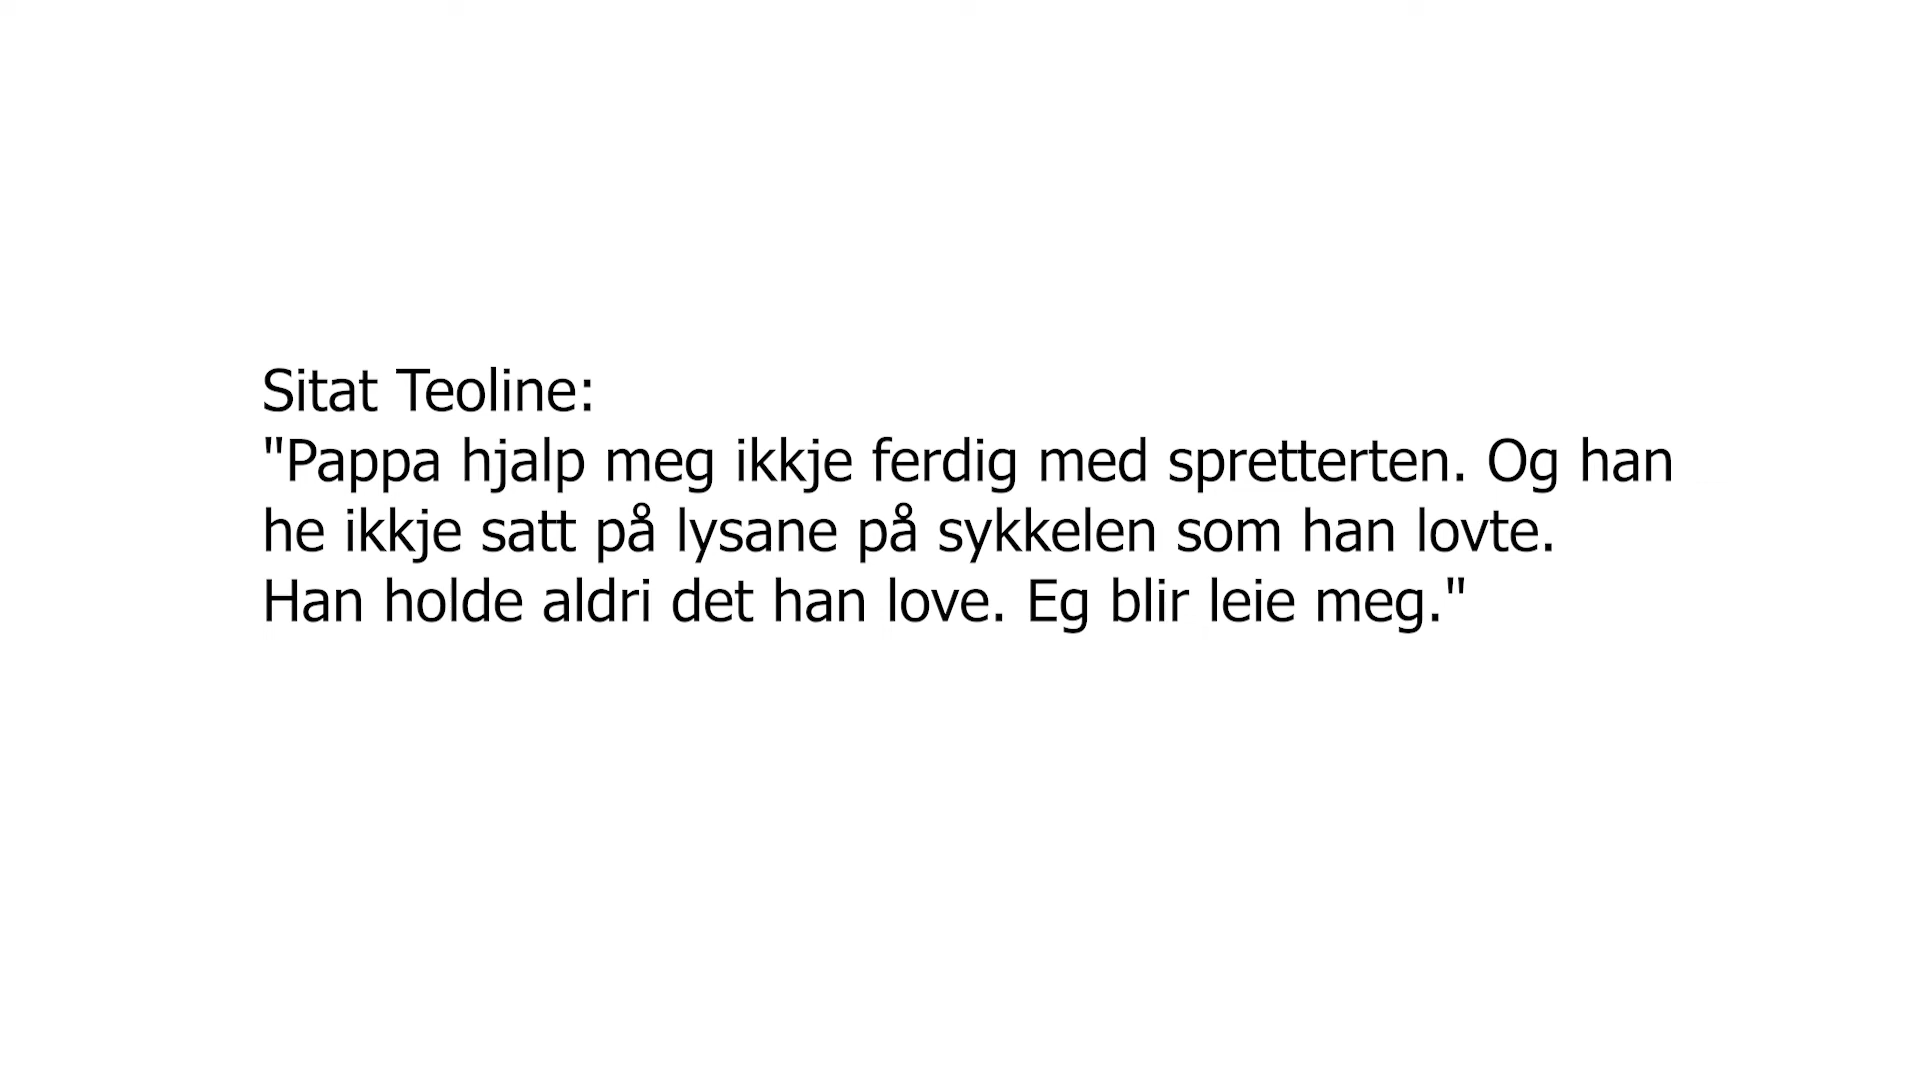 Sitat Teoline:
"Pappa hjalp meg ikkje ferdig med spretterten. Og han
he ikkje satt på lysane på sykkelen som han lovte.
Han holde aldri det han love. Eg blir leie meg."